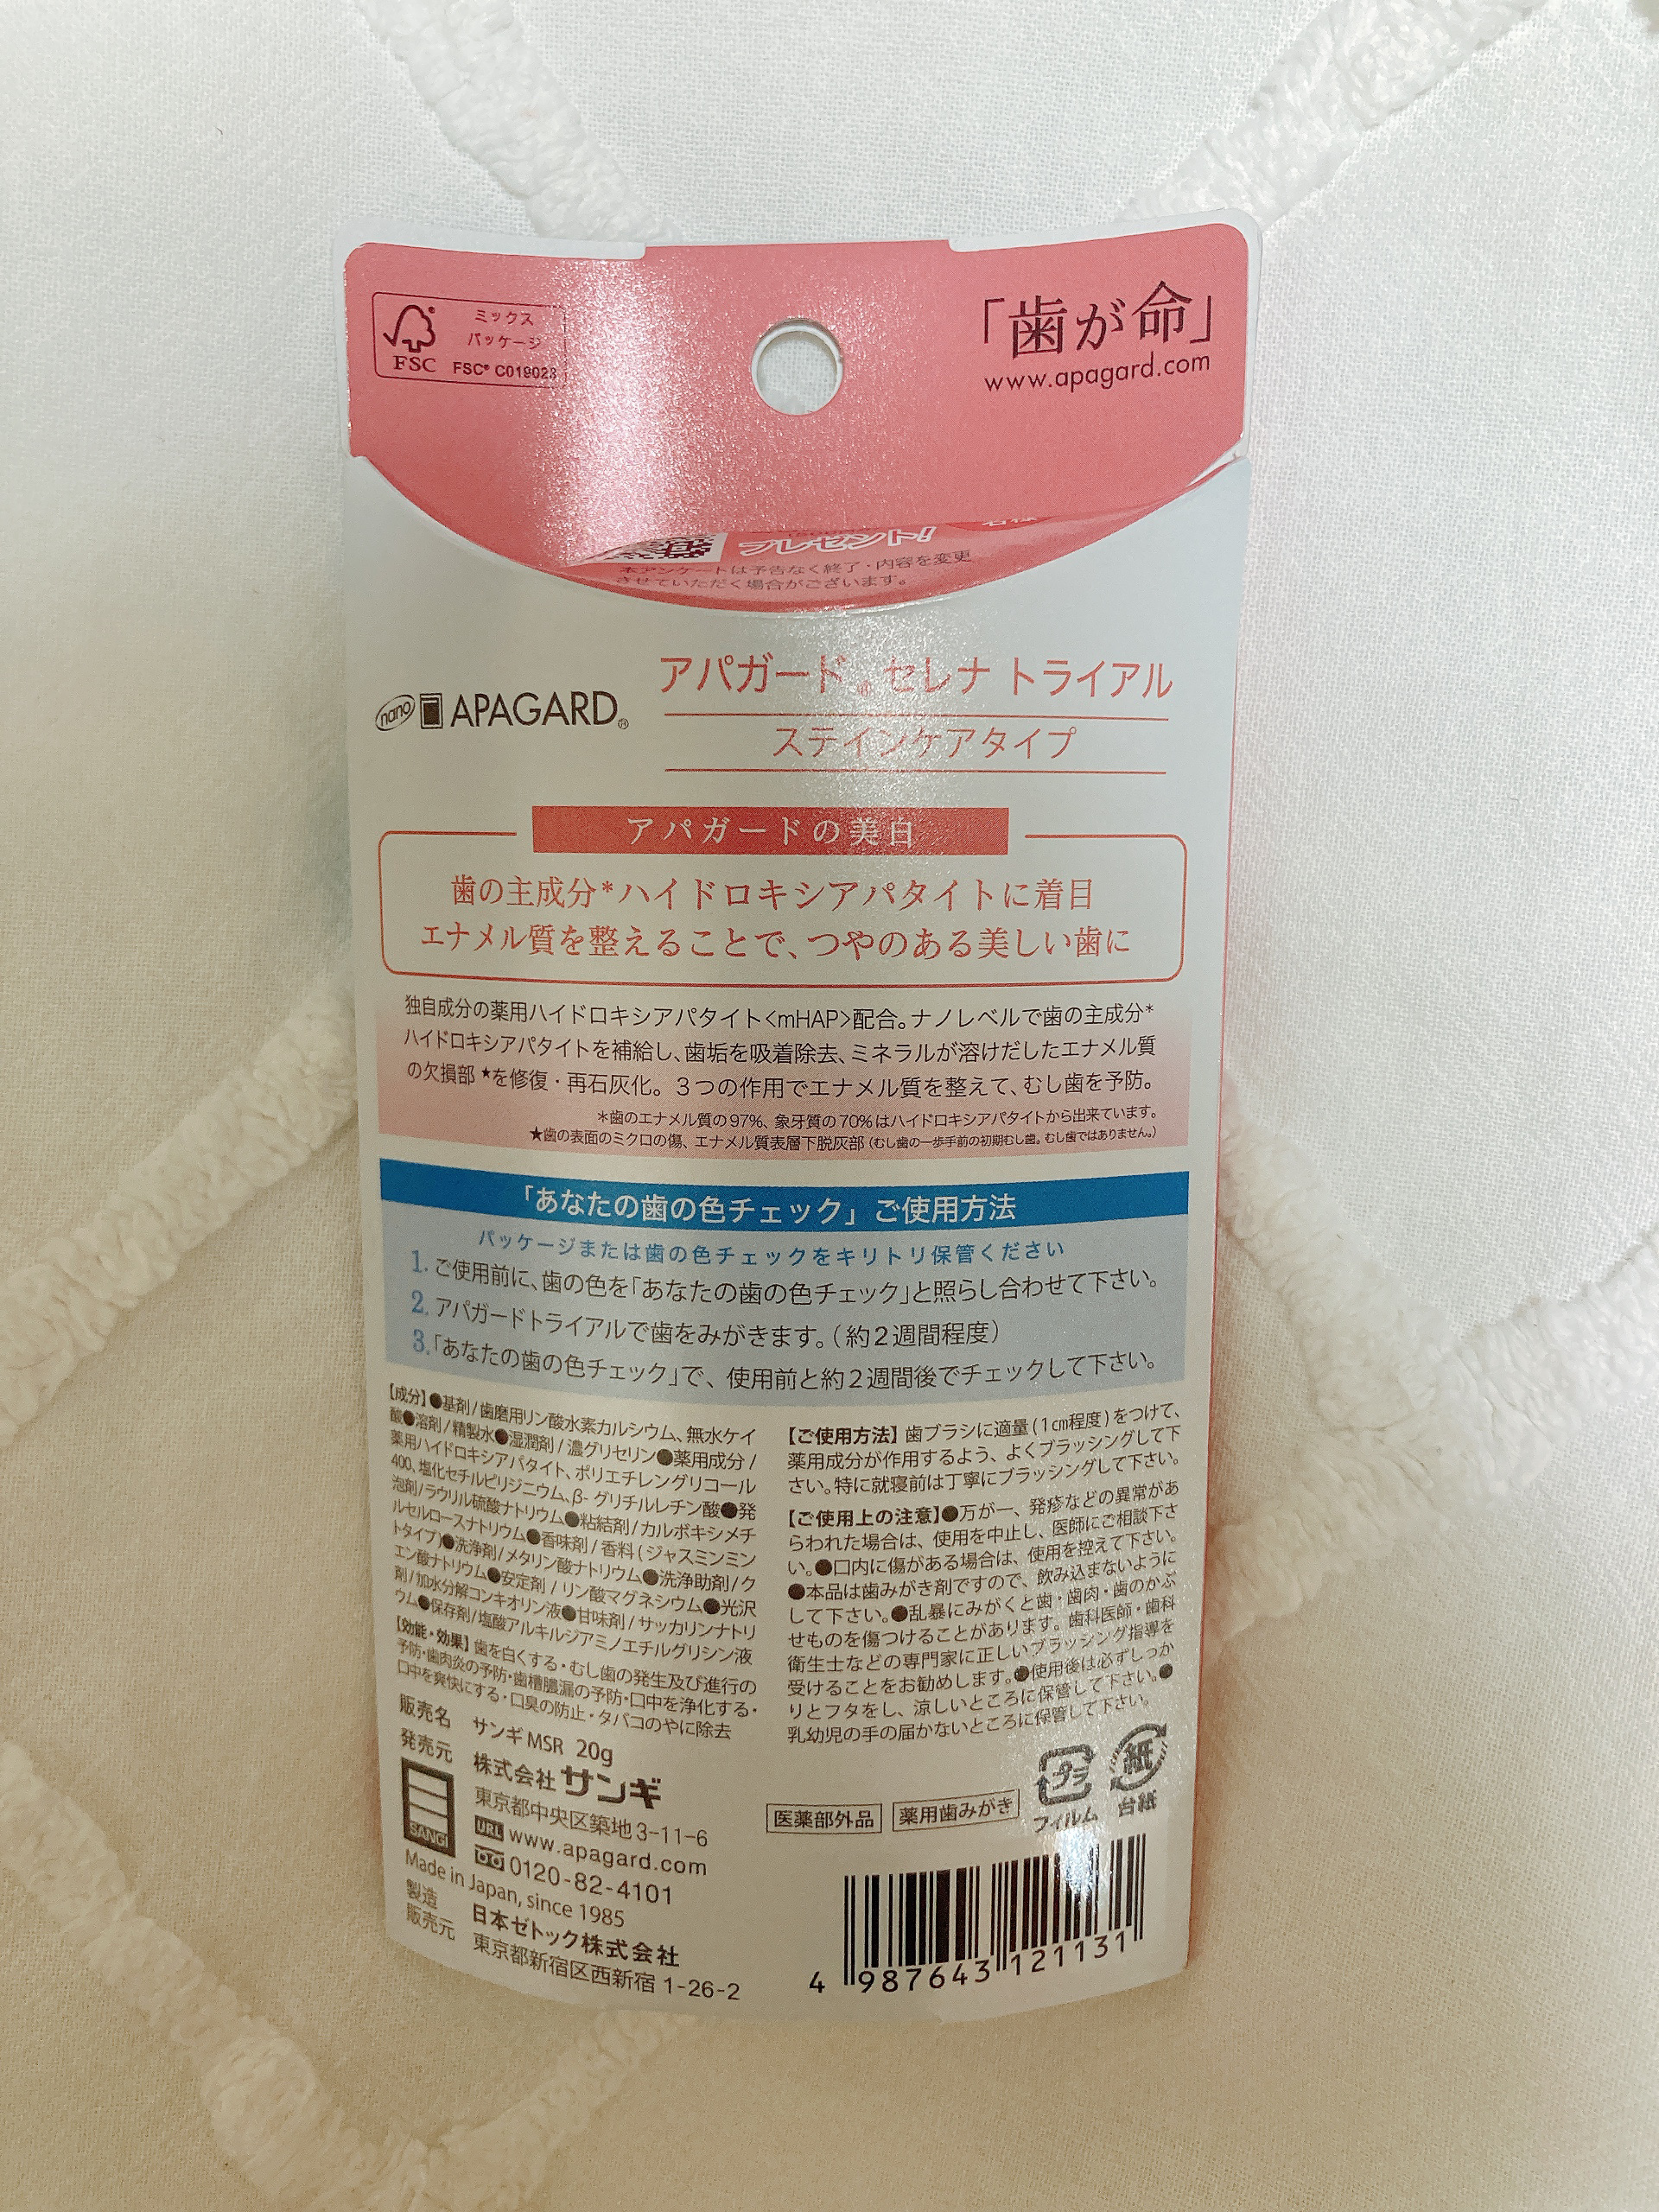 FSC
ミックス
パッケージ
FSC® C019023
「歯が命」
www.apagard.com
プレゼント!
本アンケートは予告なく終了・内容を変更
させていただく場合がございます。
nano APAGARD®
アパガード® セレナ トライアル
ステインケアタイプ
アパガードの美白
歯の主成分*ハイドロキシアパタイトに着目
エナメル質を整えることで、つやのある美しい歯に
独自成分の薬用ハイドロキシアパタイト<mHAP>配合。ナノレベルで歯の主成分*
ハイドロキシアパタイトを補給し、歯垢を吸着除去、ミネラルが溶けだしたエナメル質
の欠損部★を修復・再石灰化。3つの作用でエナメル質を整えて、むし歯を予防。
*歯のエナメル質の97%、象牙質の70%はハイドロキシアパタイトから出来ています。
★歯の表面のミクロの傷、エナメル質表層下脱灰部（むし歯の一歩手前の初期むし歯。むし歯ではありません。）
「あなたの歯の色チェック」ご使用方法
パッケージまたは歯の色チェックをキリトリ保管ください
1. ご使用前に、歯の色を「あなたの歯の色チェック」と照らし合わせて下さい。
2. アパガードトライアルで歯をみがきます。（約2週間程度）
3.「あなたの歯の色チェック」で、使用前と約2週間後でチェックして下さい。
【成分】●基剤/歯磨用リン酸水素カルシウム、無水ケイ
酸●溶剤/精製水●湿潤剤/濃グリセリン●薬用成分/
薬用ハイドロキシアパタイト、ポリエチレングリコール
400、塩化セチルピリジニウム、β-グリチルレチン酸●発
泡剤/ラウリル硫酸ナトリウム●粘結剤/カルボキシメチ
ルセルロースナトリウム●香味剤/香料(ジャスミンミン
トタイプ)●洗浄剤/メタリン酸ナトリウム●洗浄助剤/ク
エン酸ナトリウム●安定剤/リン酸マグネシウム●光沢
剤/加水分解コンキオリン液●甘味剤/サッカリンナトリ
ウム●保存剤/塩酸アルキルジアミノエチルグリシン液
【効能・効果】歯を白くする・むし歯の発生及び進行の
予防・歯肉炎の予防・歯槽膿漏の予防・口中を浄化する・
口中を爽快にする・口臭の防止・タバコのやに除去
販売名 サンギ MSR 20g
発売元 株式会社サンギ
SANGI
東京都中央区築地3-11-6
URL www.apagard.com
0120-82-4101
Made in Japan, since 1985
製造
販売元
日本ゼトック株式会社
東京都新宿区西新宿 1-26-2
【ご使用方法】歯ブラシに適量(1㎝程度)をつけて、
薬用成分が作用するよう、よくブラッシングして下
さい。特に就寝前は丁寧にブラッシングして下さい。
【ご使用上の注意】●万が一、発疹などの異常があ
らわれた場合は、使用を中止し、医師にご相談下さ
い。●口内に傷がある場合は、使用を控えて下さい。
●本品は歯みがき剤ですので、飲み込まないように
して下さい。●乱暴にみがくと歯・歯肉・歯のかぶ
せものを傷つけることがあります。歯科医師・歯科
衛生士などの専門家に正しいブラッシング指導を
受けることをお勧めします。●使用後は必ずしっか
りとフタをし、涼しいところに保管して下さい。●
乳幼児の手の届かないところに保管して下さい。
医薬部外品
薬用歯みがき
プラ
フィルム
紙
台紙
4 987643 121131